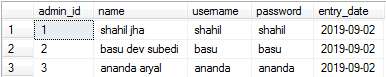 admin_id name username password entry_date
1 1 shahil jha shahil shahil 2019-09-02
2 2 basu dev subedi basu basu 2019-09-02
3 3 ananda aryal ananda ananda 2019-09-02